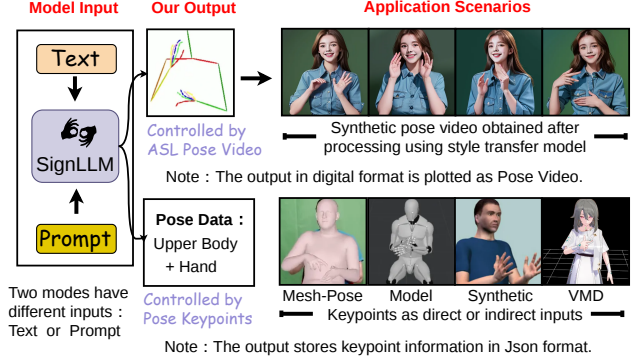 Model Input
Our Output
Application Scenarios
Text
SignLLM
Prompt
Two modes have
different inputs :
Text or Prompt
Controlled by
ASL Pose Video
Synthetic pose video obtained after
processing using style transfer model
Note : The output in digital format is plotted as Pose Video.
Pose Data :
Upper Body
+ Hand
Controlled by
Pose Keypoints
Mesh-Pose
Model
Synthetic
VMD
Keypoints as direct or indirect inputs
Note : The output stores keypoint information in Json format.